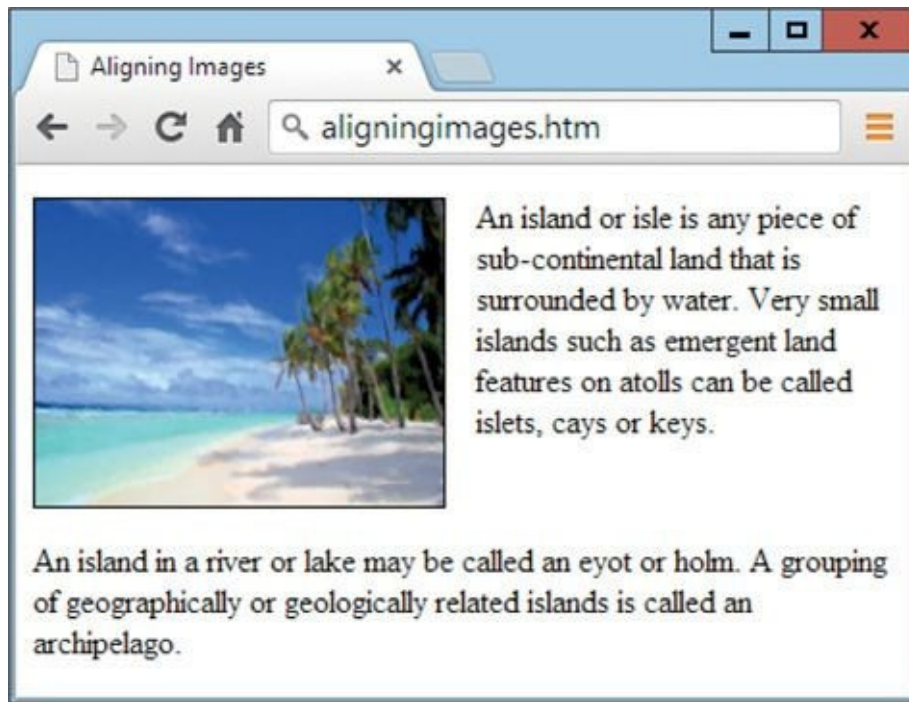 Aligning Images
aligningimages.htm
An island or isle is any piece of
sub-continental land that is
surrounded by water. Very small
islands such as emergent land
features on atolls can be called
islets, cays or keys.
An island in a river or lake may be called an eyot or holm. A grouping
of geographically or geologically related islands is called an
archipelago.